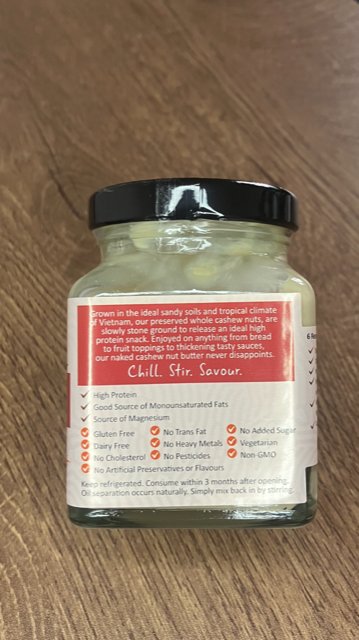 Grown in the ideal sandy soils and tropical climate
of Vietnam, our preserved whole cashew nuts, are
slowly stone ground to release an ideal high
protein snack. Enjoyed on anything from bread
to fruit toppings to thickening tasty sauces,
our naked cashew nut butter never disappoints.
Chill. Stir. Savour.
High Protein
Good Source of Monounsaturated Fats
Source of Magnesium
Gluten Free No Trans Fat No Added Sugar
Dairy Free No Heavy Metals Vegetarian
No Cholesterol No Pesticides Non-GMO
No Artificial Preservatives or Flavours
Keep refrigerated. Consume within 3 months after opening.
Oil separation occurs naturally. Simply mix back in by stirring.
6